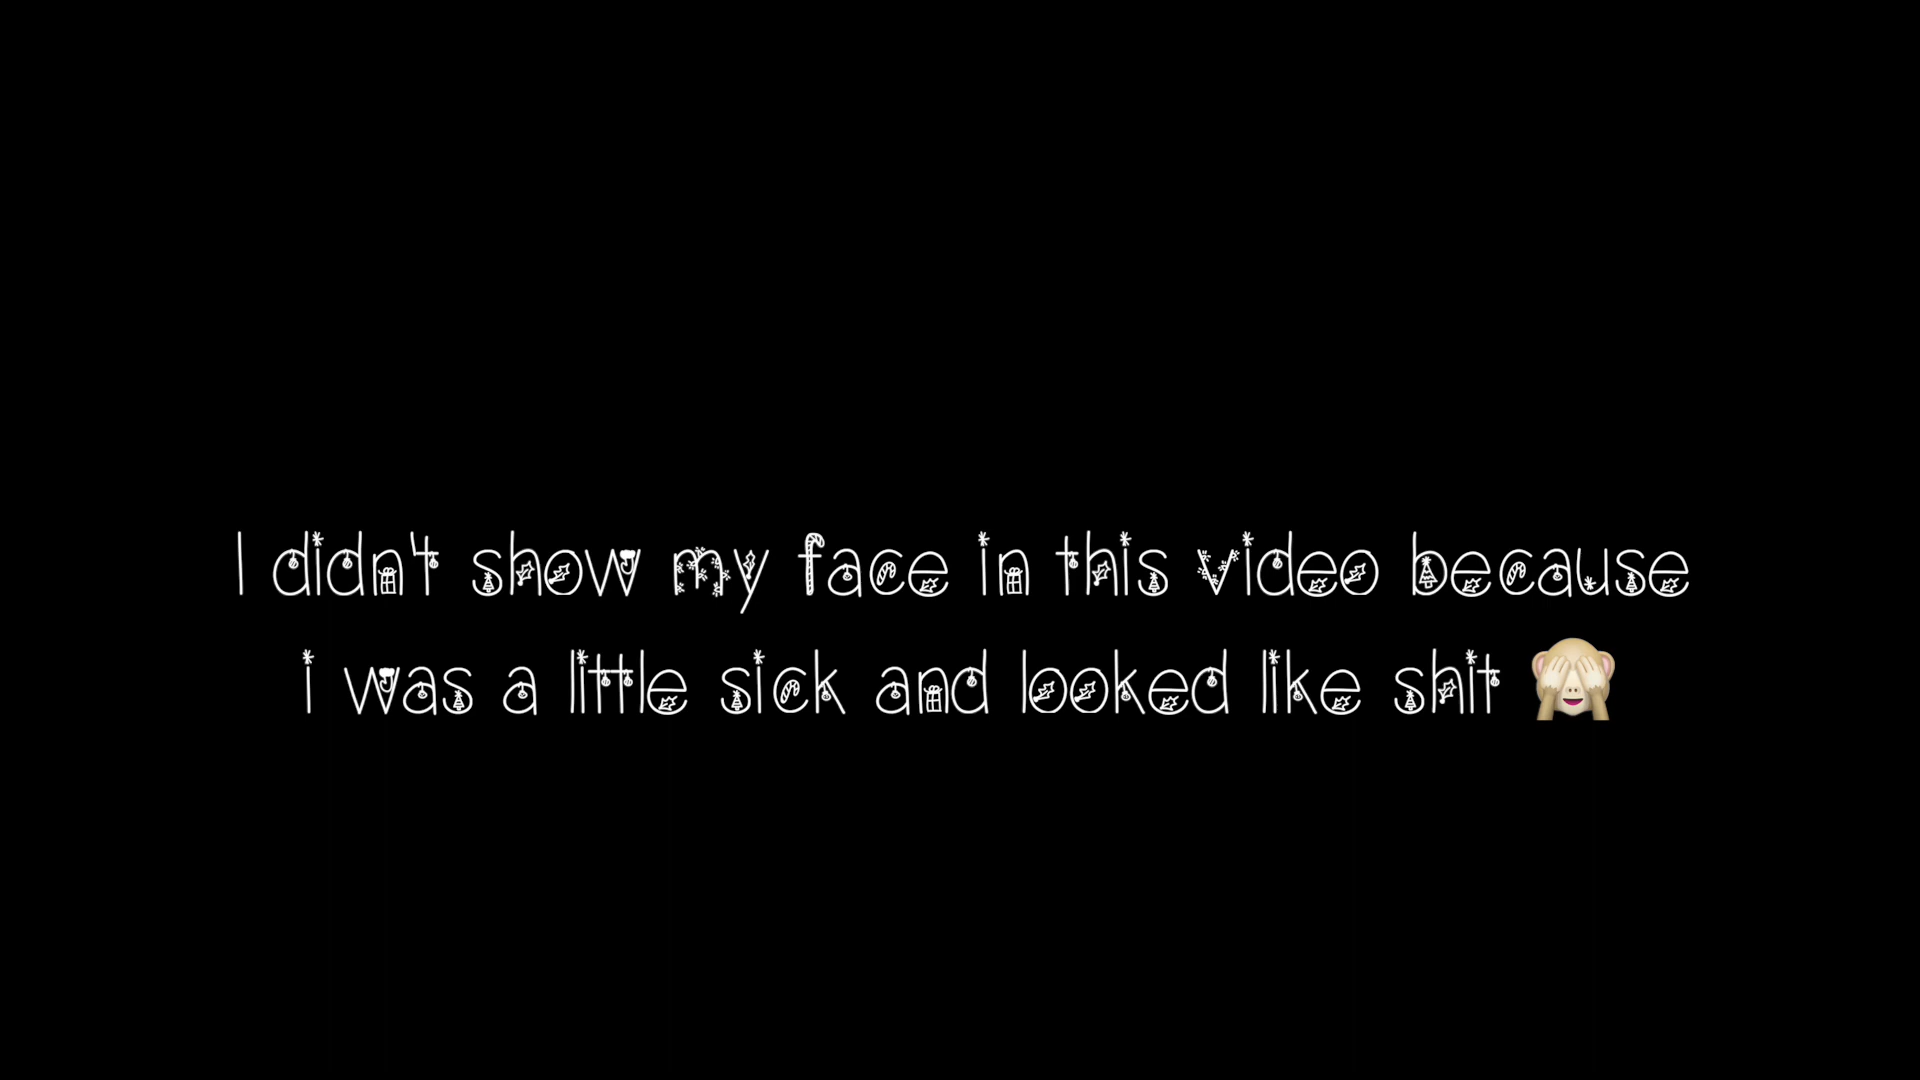 I didn't show my face in this video because
i was a little sick and looked like shit 🙈